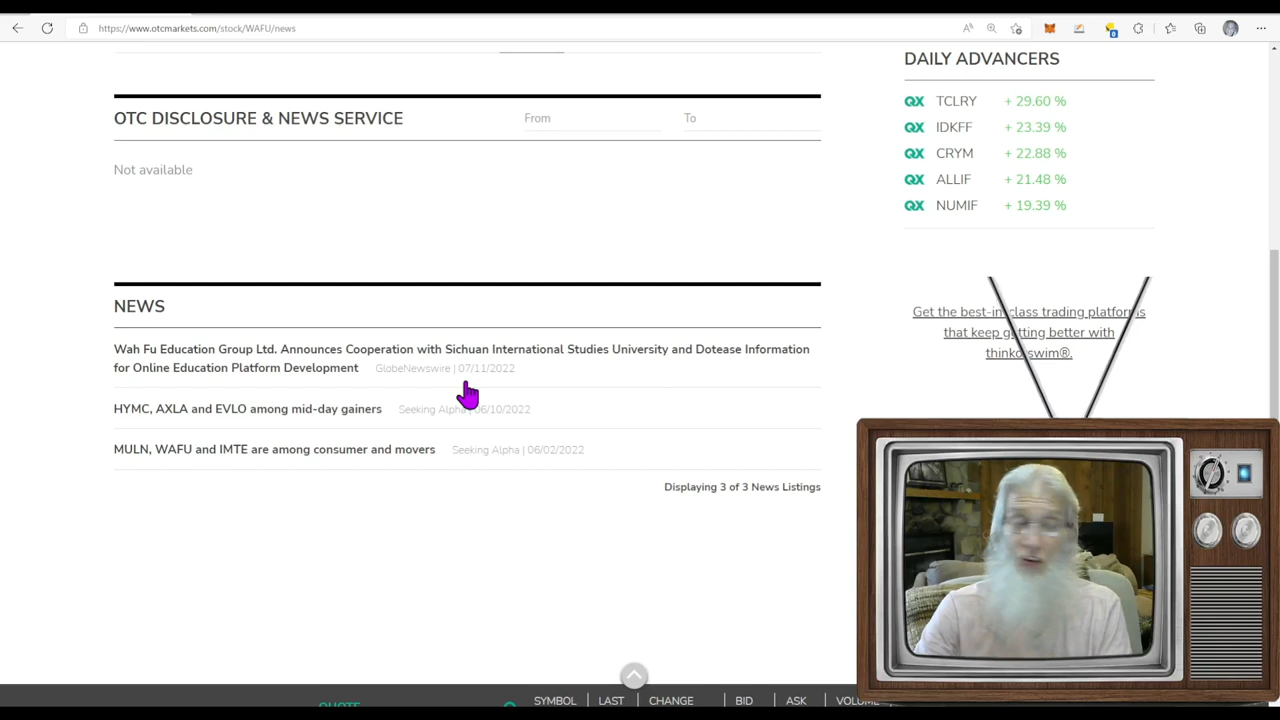 https://www.otcmarkets.com/stock/WAFU/news
0
OTC DISCLOSURE & NEWS SERVICE
From
To
Not available
NEWS
Wah Fu Education Group Ltd. Announces Cooperation with Sichuan International Studies University and Dotease Information
for Online Education Platform Development GlobeNewswire | 07/11/2022
HYMC, AXLA and EVLO among mid-day gainers Seeking Alpha | 06/10/2022
MULN, WAFU and IMTE are among consumer and movers Seeking Alpha | 06/02/2022
Displaying 3 of 3 News Listings
DAILY ADVANCERS
QX TCLRY + 29.60 %
QX IDKFF + 23.39 %
QX CRYM + 22.88 %
QX ALLIF + 21.48 %
QX NUMIF + 19.39 %
Get the best-in-class trading platforms
that keep getting better with
thinkorswim®.
QUOTE SYMBOL LAST CHANGE BID ASK VOLUME